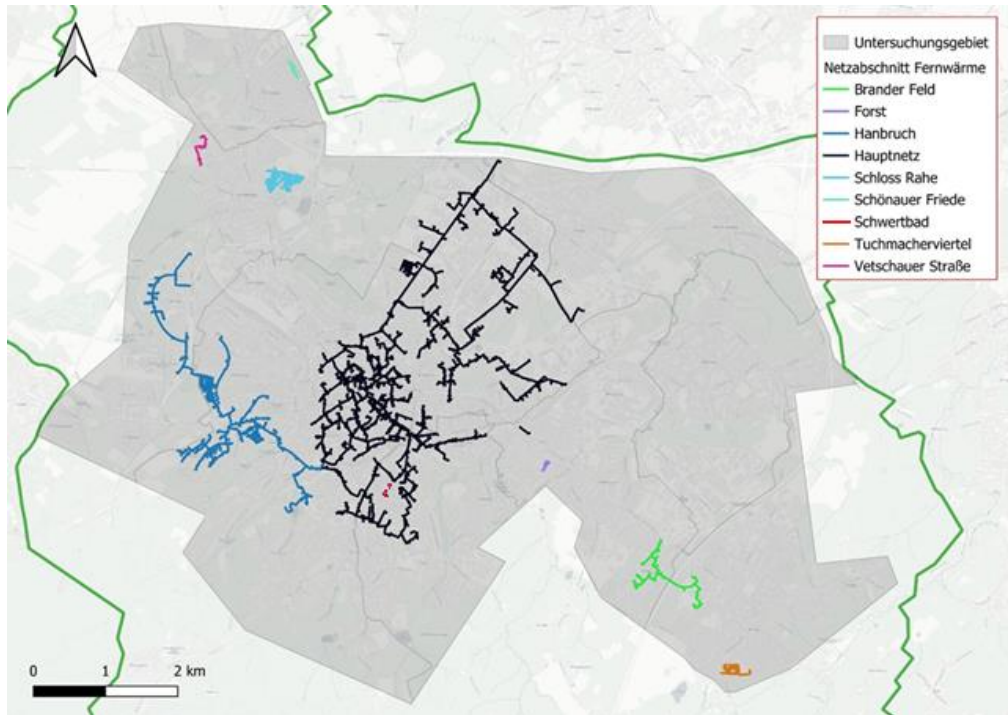 Untersuchungsgebiet
Netzabschnitt Fernwärme
Brander Feld
Forst
Hanbruch
Hauptnetz
Schloss Rahe
Schönauer Friede
Schwertbad
Tuchmacherviertel
Vetschauer Straße
0 1 2 km